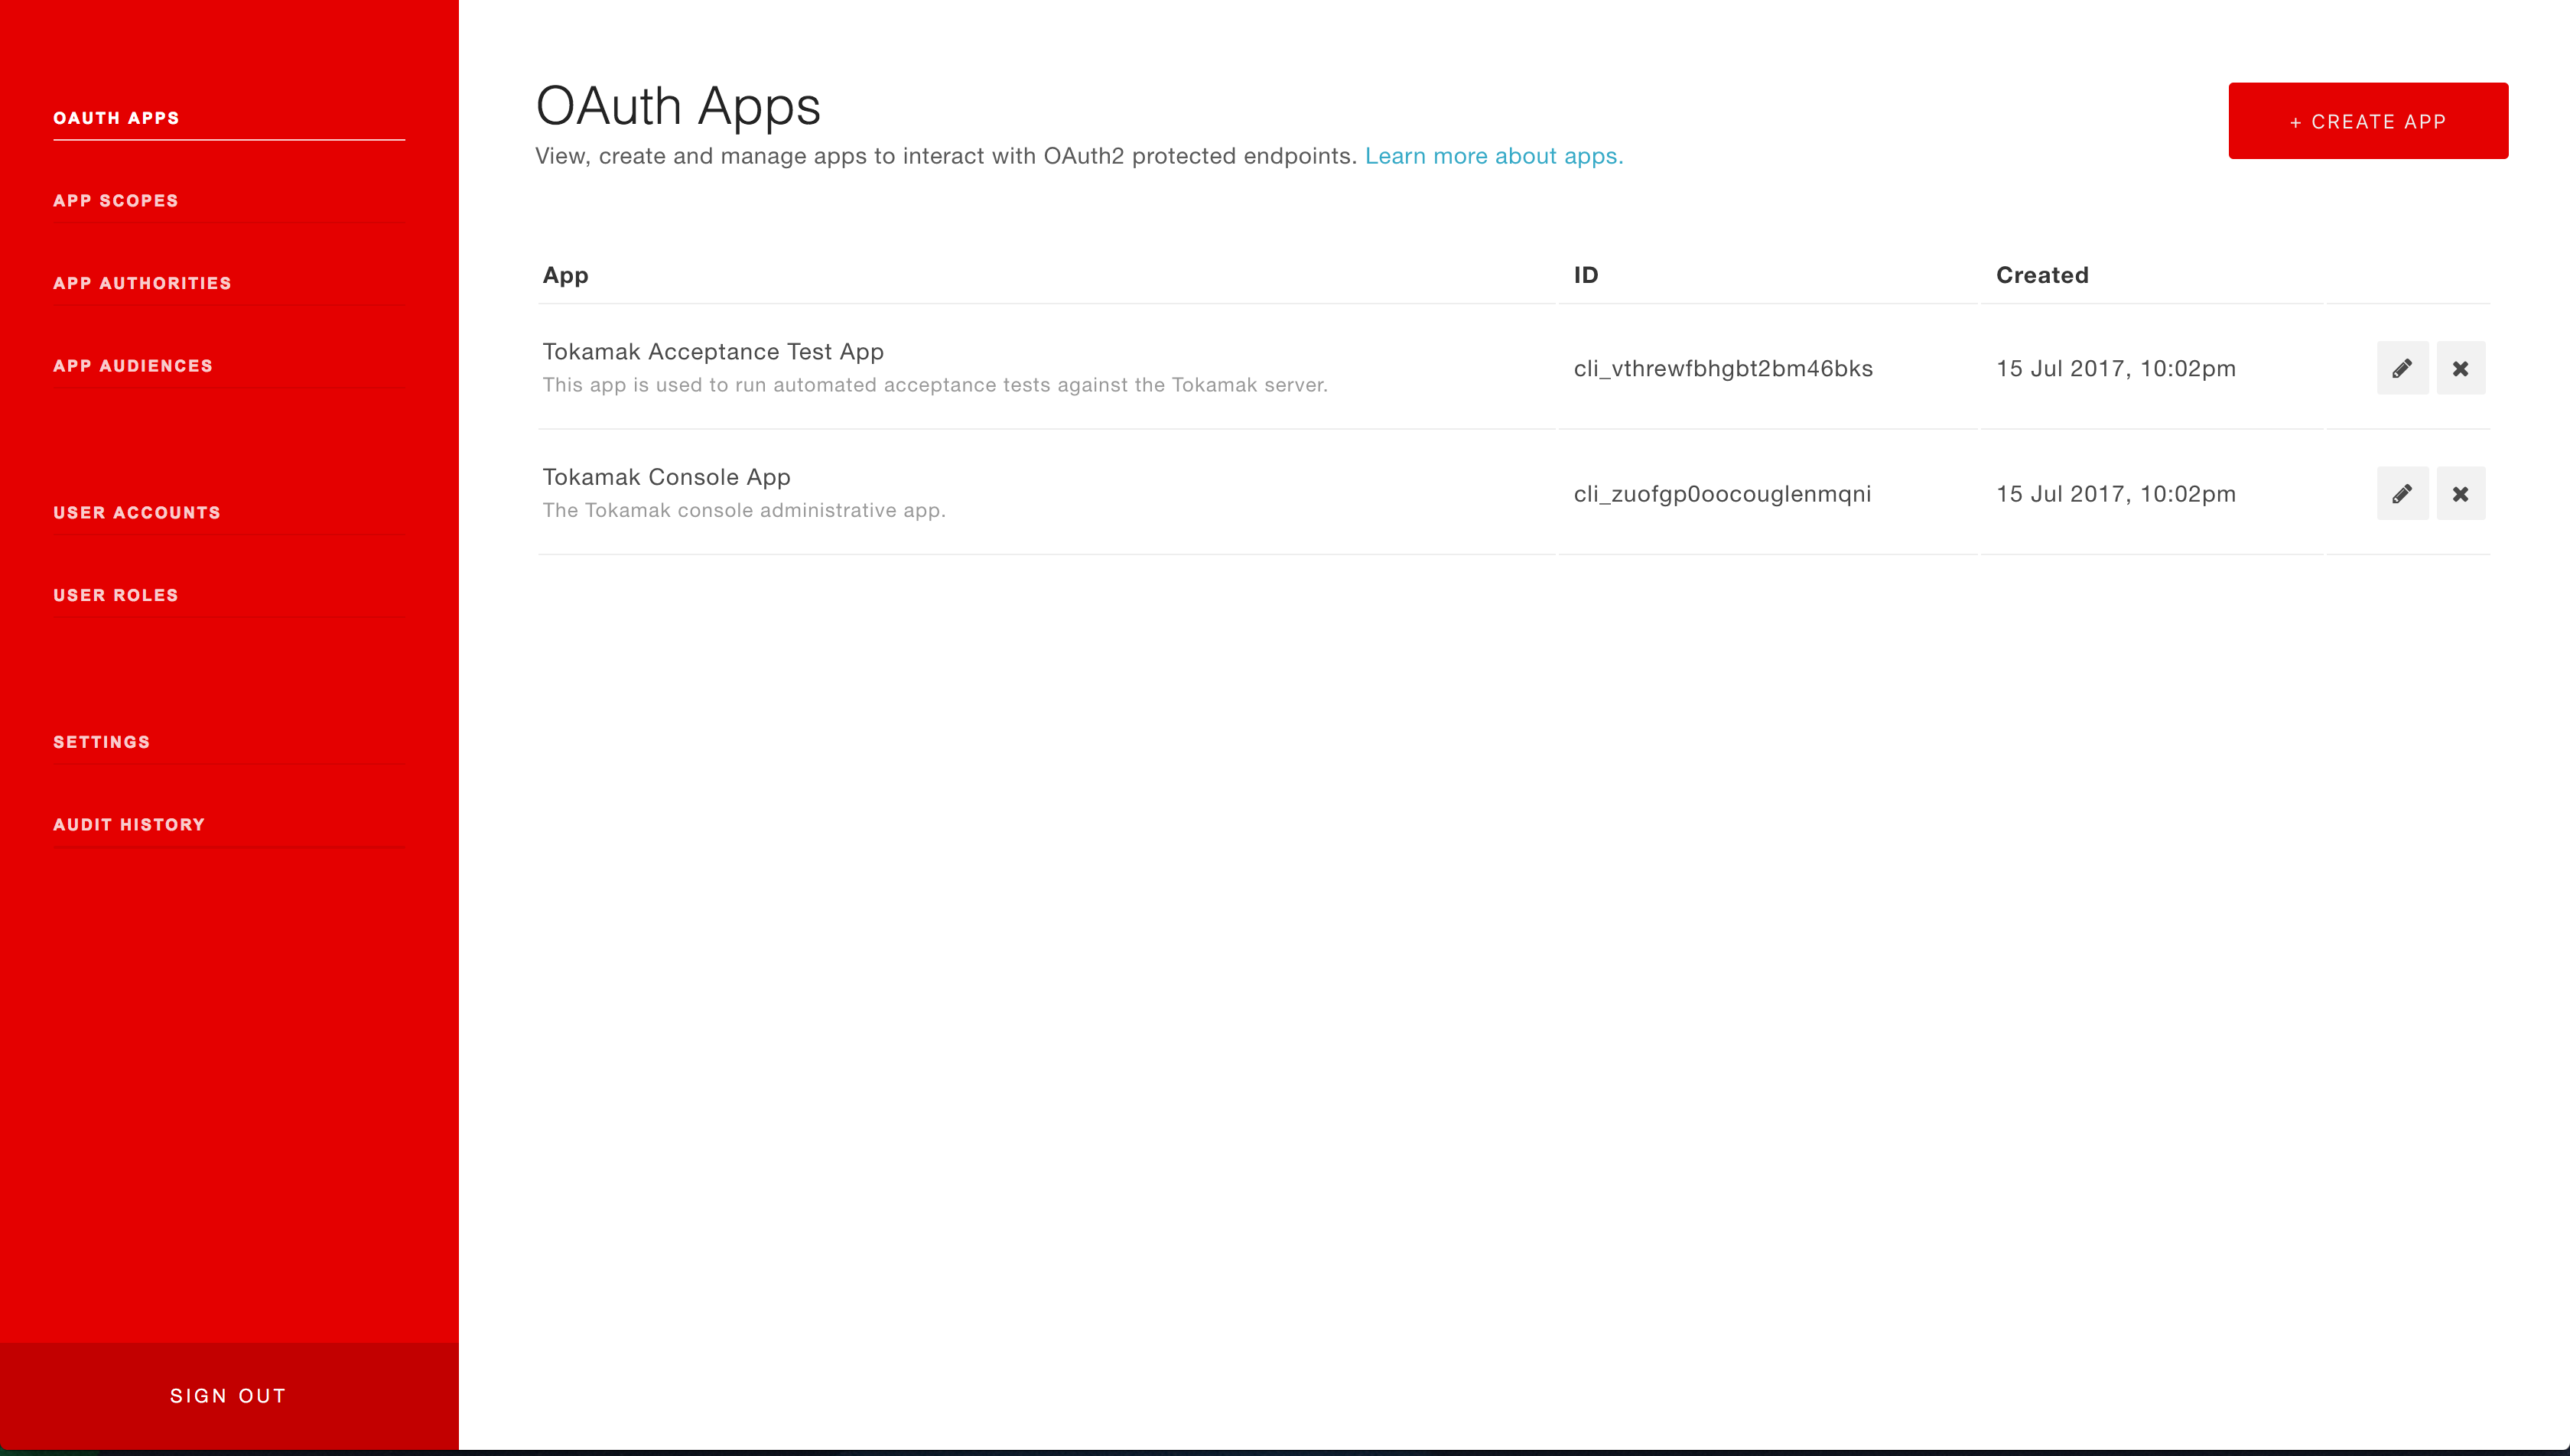 OAUTH APPS
APP SCOPES
APP AUTHORITIES
APP AUDIENCES
USER ACCOUNTS
USER ROLES
SETTINGS
AUDIT HISTORY
SIGN OUT
OAuth Apps
View, create and manage apps to interact with OAuth2 protected endpoints. Learn more about apps.
+ CREATE APP
App ID Created
Tokamak Acceptance Test App
This app is used to run automated acceptance tests against the Tokamak server.
cli_vthrewfbhgbt2bm46bks 15 Jul 2017, 10:02pm
Tokamak Console App
The Tokamak console administrative app.
cli_zuofgp0oocouglenmqni 15 Jul 2017, 10:02pm